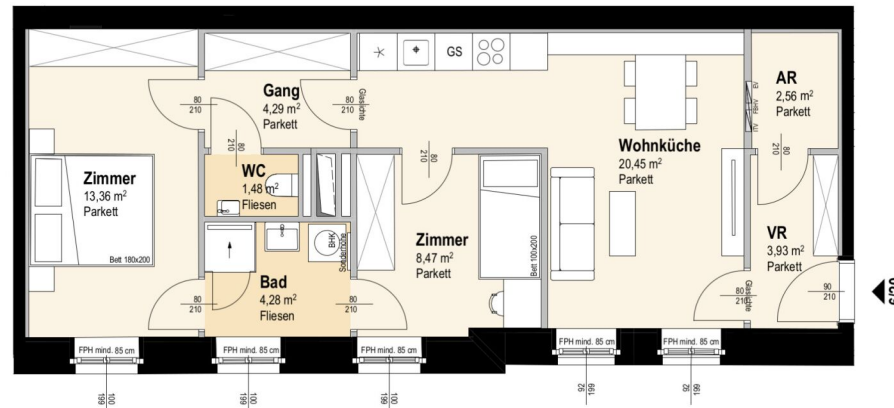 GS
Gang
4,29 m²
Parkett
80
210
80
210
Glaslichte
80
210
WC
1,48 m²
Fliesen
Zimmer
13,36 m²
Parkett
Bett 180x200
Bad
4,28 m²
Fliesen
BHK
Sonderhöhe
80
210
80
210
Zimmer
8,47 m²
Parkett
80
210
Bett 100x200
Wohnküche
20,45 m²
Parkett
AR
2,56 m²
Parkett
80
210
VR
3,93 m²
Parkett
Glaslichte
80
210
90
210
FPH mind. 85 cm
FPH mind. 85 cm
FPH mind. 85 cm
FPH mind. 85 cm
FPH mind. 85 cm
100
199
100
199
100
199
92
199
92
199